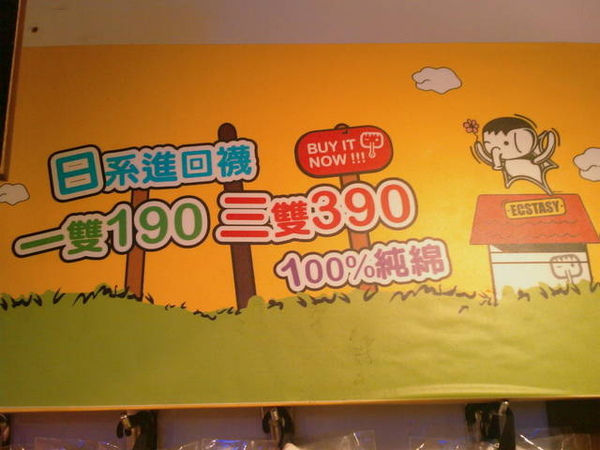 日系進口襪
BUY IT
NOW !!!
一雙190 三雙390
100%純綿
ECSTASY